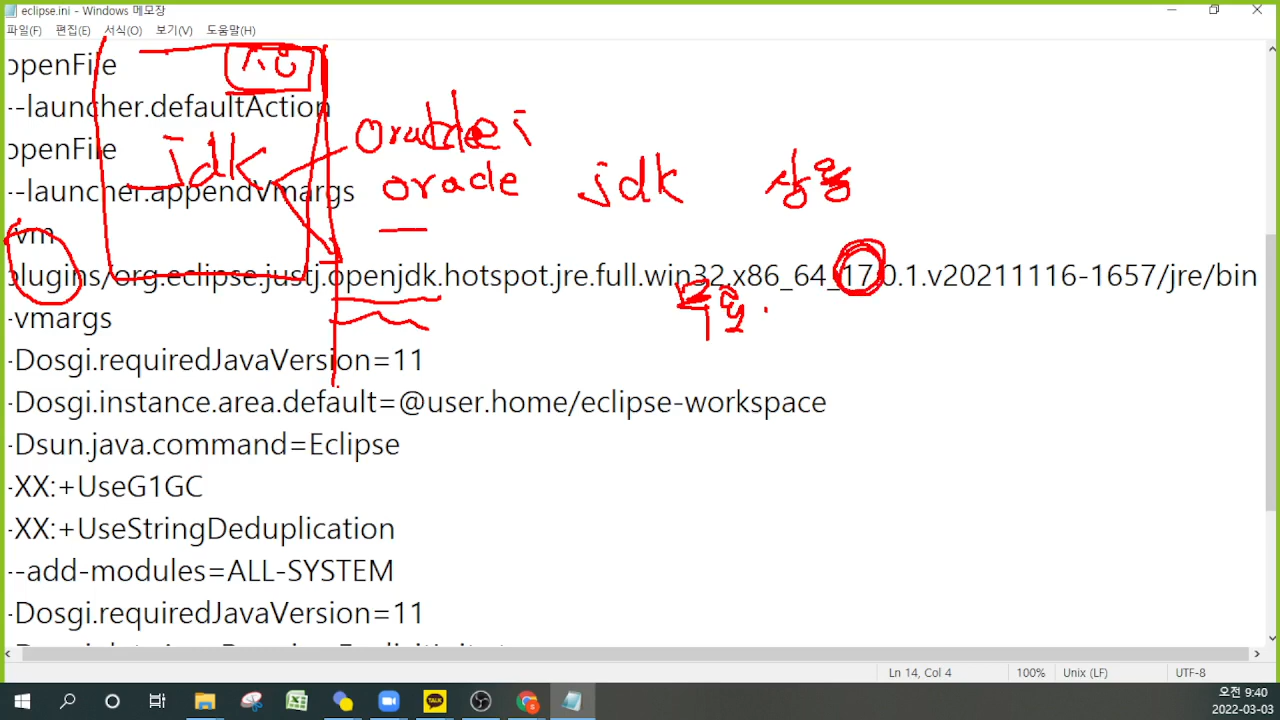 eclipse.ini - Windows 메모장
파일(F) 편집(E) 서식(O) 보기(V) 도움말(H)
openFile
--launcher.defaultAction
openFile
--launcher.appendVmargs
-vm
plugins/org.eclipse.justj.openjdk.hotspot.jre.full.win32.x86_64_17.0.1.v20211116-1657/jre/bin
-vmargs
-Dosgi.requiredJavaVersion=11
-Dosgi.instance.area.default=@user.home/eclipse-workspace
-Dsun.java.command=Eclipse
-XX:+UseG1GC
-XX:+UseStringDeduplication
--add-modules=ALL-SYSTEM
-Dosgi.requiredJavaVersion=11
jdk
oracle jdk 상용
Ln 14, Col 4 100% Unix (LF) UTF-8
TALK
오전 9:40
2022-03-03